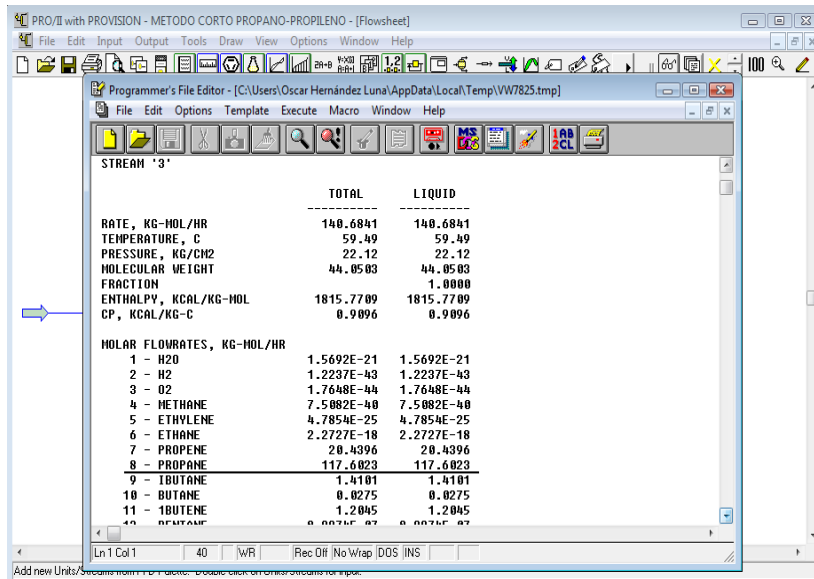 PRO/II with PROVISION - METODO CORTO PROPANO-PROPILENO - [Flowsheet]
File Edit Input Output Tools Draw View Options Window Help
100
Programmer's File Editor - [C:\Users\Oscar Hernández Luna\AppData\Local\Temp\VW7825.tmp]
File Edit Options Template Execute Macro Window Help
STREAM '3'
TOTAL LIQUID
---------- ----------
RATE, KG-MOL/HR 140.6841 140.6841
TEMPERATURE, C 59.49 59.49
PRESSURE, KG/CM2 22.12 22.12
MOLECULAR WEIGHT 44.0503 44.0503
FRACTION 1.0000
ENTHALPY, KCAL/KG-MOL 1815.7709 1815.7709
CP, KCAL/KG-C 0.9096 0.9096
MOLAR FLOWRATES, KG-MOL/HR
1 - H2O 1.5692E-21 1.5692E-21
2 - H2 1.2237E-43 1.2237E-43
3 - O2 1.7648E-44 1.7648E-44
4 - METHANE 7.5082E-40 7.5082E-40
5 - ETHYLENE 4.7854E-25 4.7854E-25
6 - ETHANE 2.2727E-18 2.2727E-18
7 - PROPENE 20.4396 20.4396
8 - PROPANE 117.6023 117.6023
9 - IBUTANE 1.4101 1.4101
10 - BUTANE 0.0275 0.0275
11 - 1BUTENE 1.2045 1.2045
Ln 1 Col 1 40 WR Rec Off No Wrap DOS INS